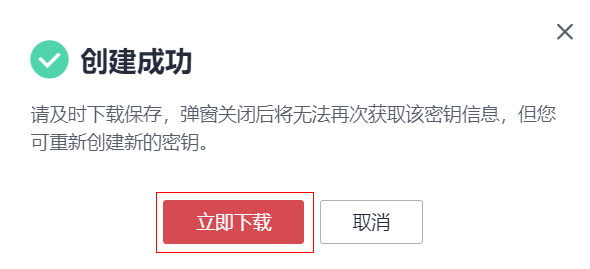 创建成功
请及时下载保存，弹窗关闭后将无法再次获取该密钥信息，但您
可重新创建新的密钥。
立即下载
取消